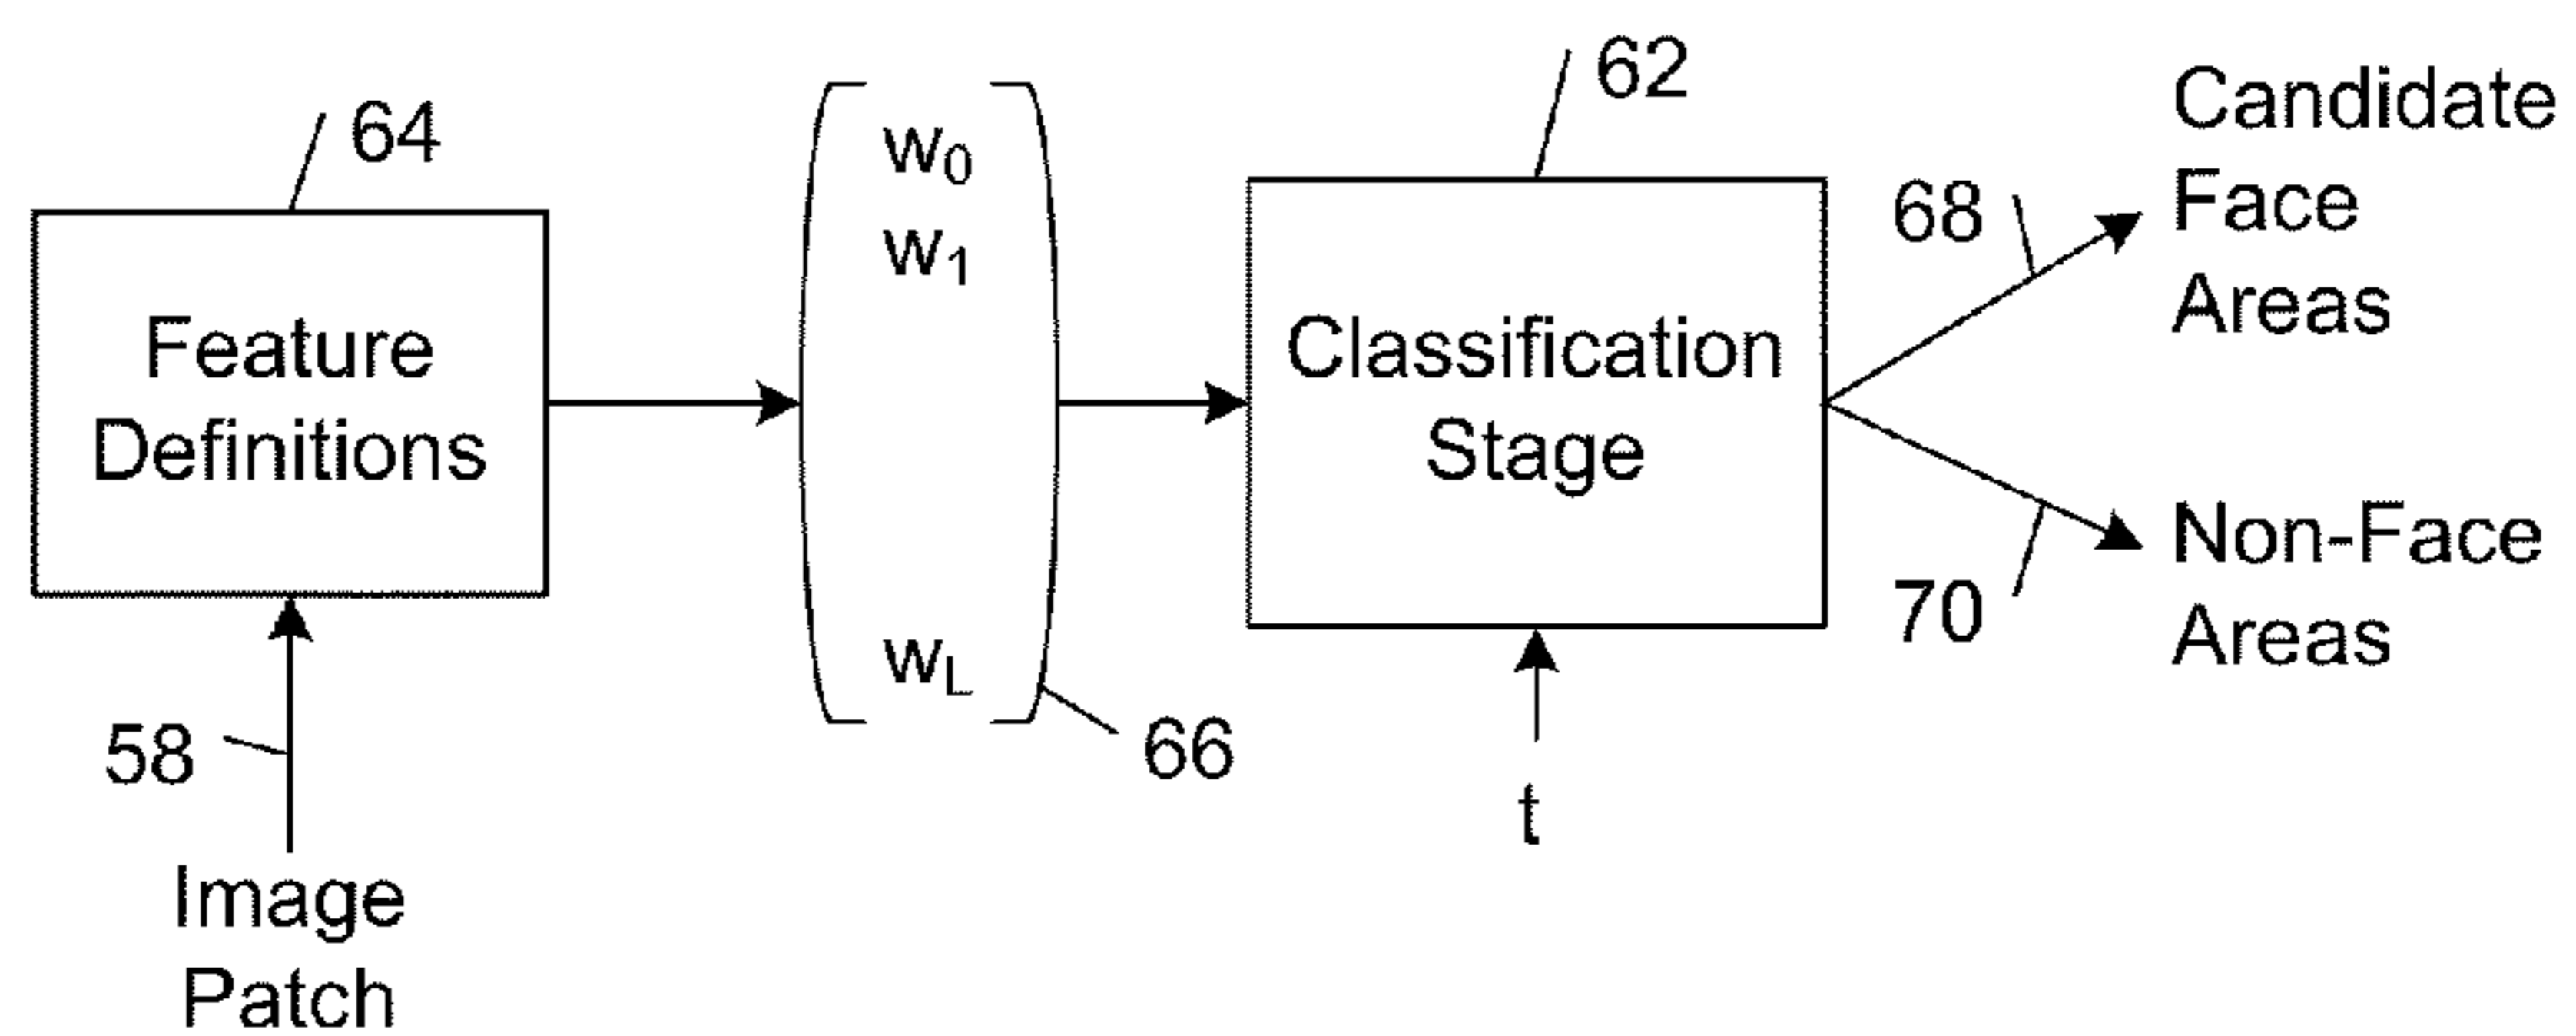 64
Feature
Definitions
58
Image
Patch
w₀
w₁
w_L
66
62
Classification
Stage
t
68
Candidate
Face
Areas
70
Non-Face
Areas